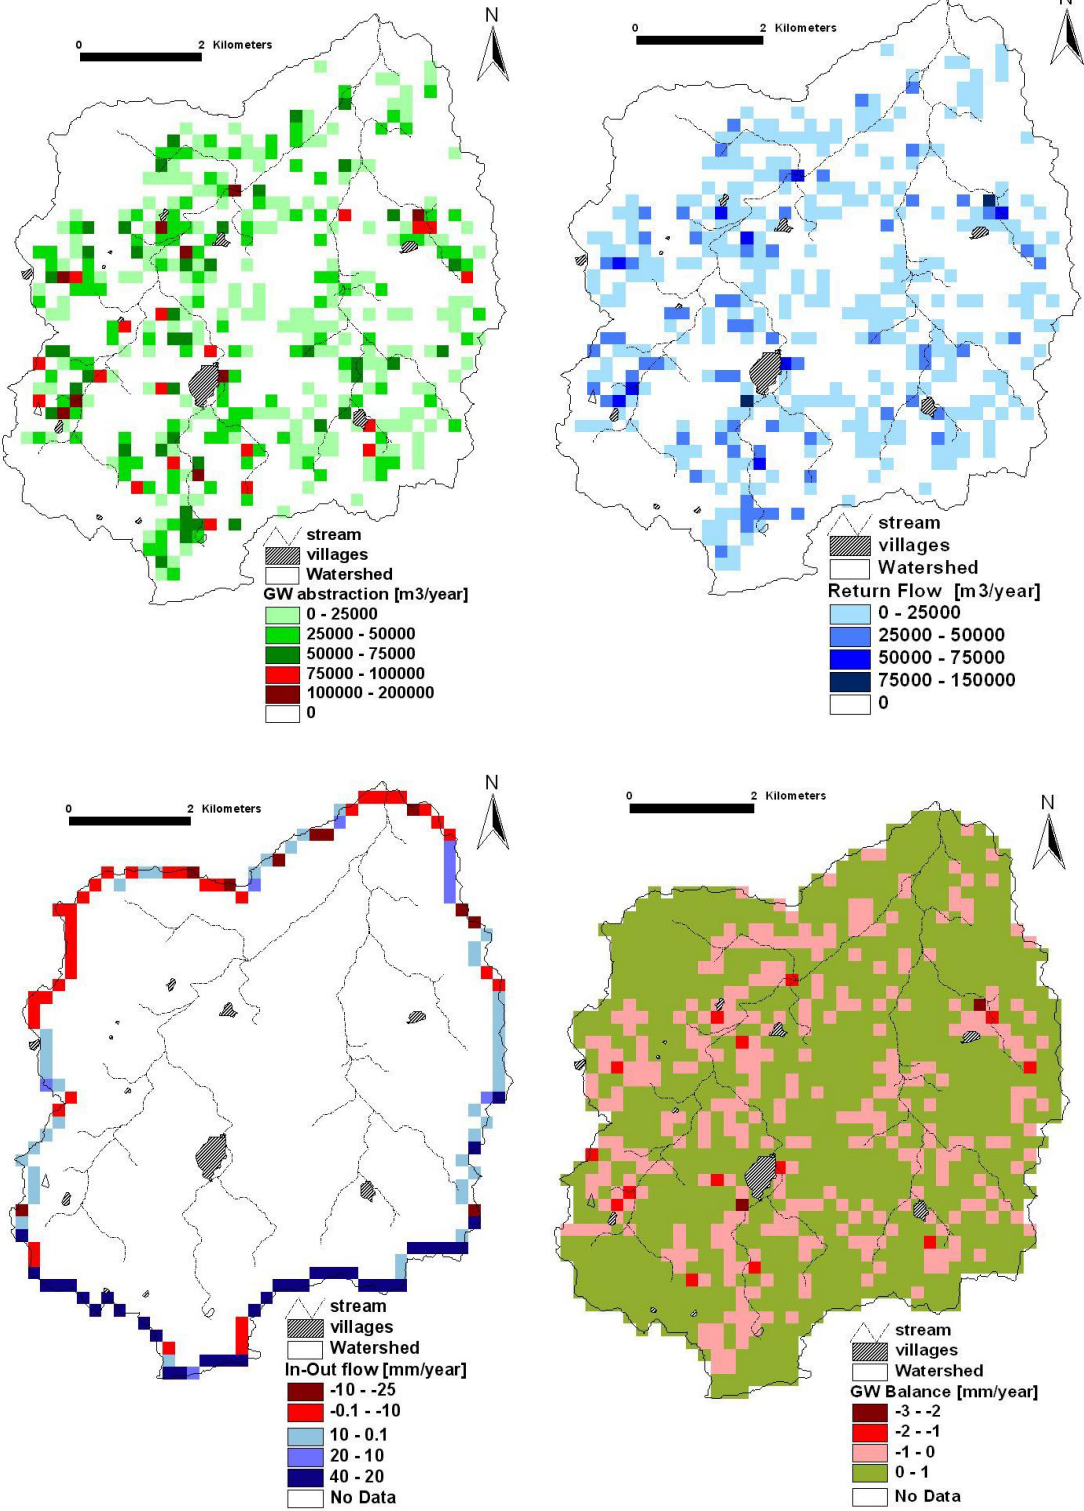 N
0 2 Kilometers
stream
villages
Watershed
GW abstraction [m3/year]
0 - 25000
25000 - 50000
50000 - 75000
75000 - 100000
100000 - 200000
0
N
0 2 Kilometers
stream
villages
Watershed
Return Flow [m3/year]
0 - 25000
25000 - 50000
50000 - 75000
75000 - 150000
0
N
0 2 Kilometers
stream
villages
Watershed
In-Out flow [mm/year]
-10 - -25
-0.1 - -10
10 - 0.1
20 - 10
40 - 20
No Data
N
0 2 Kilometers
stream
villages
Watershed
GW Balance [mm/year]
-3 - -2
-2 - -1
-1 - 0
0 - 1
No Data